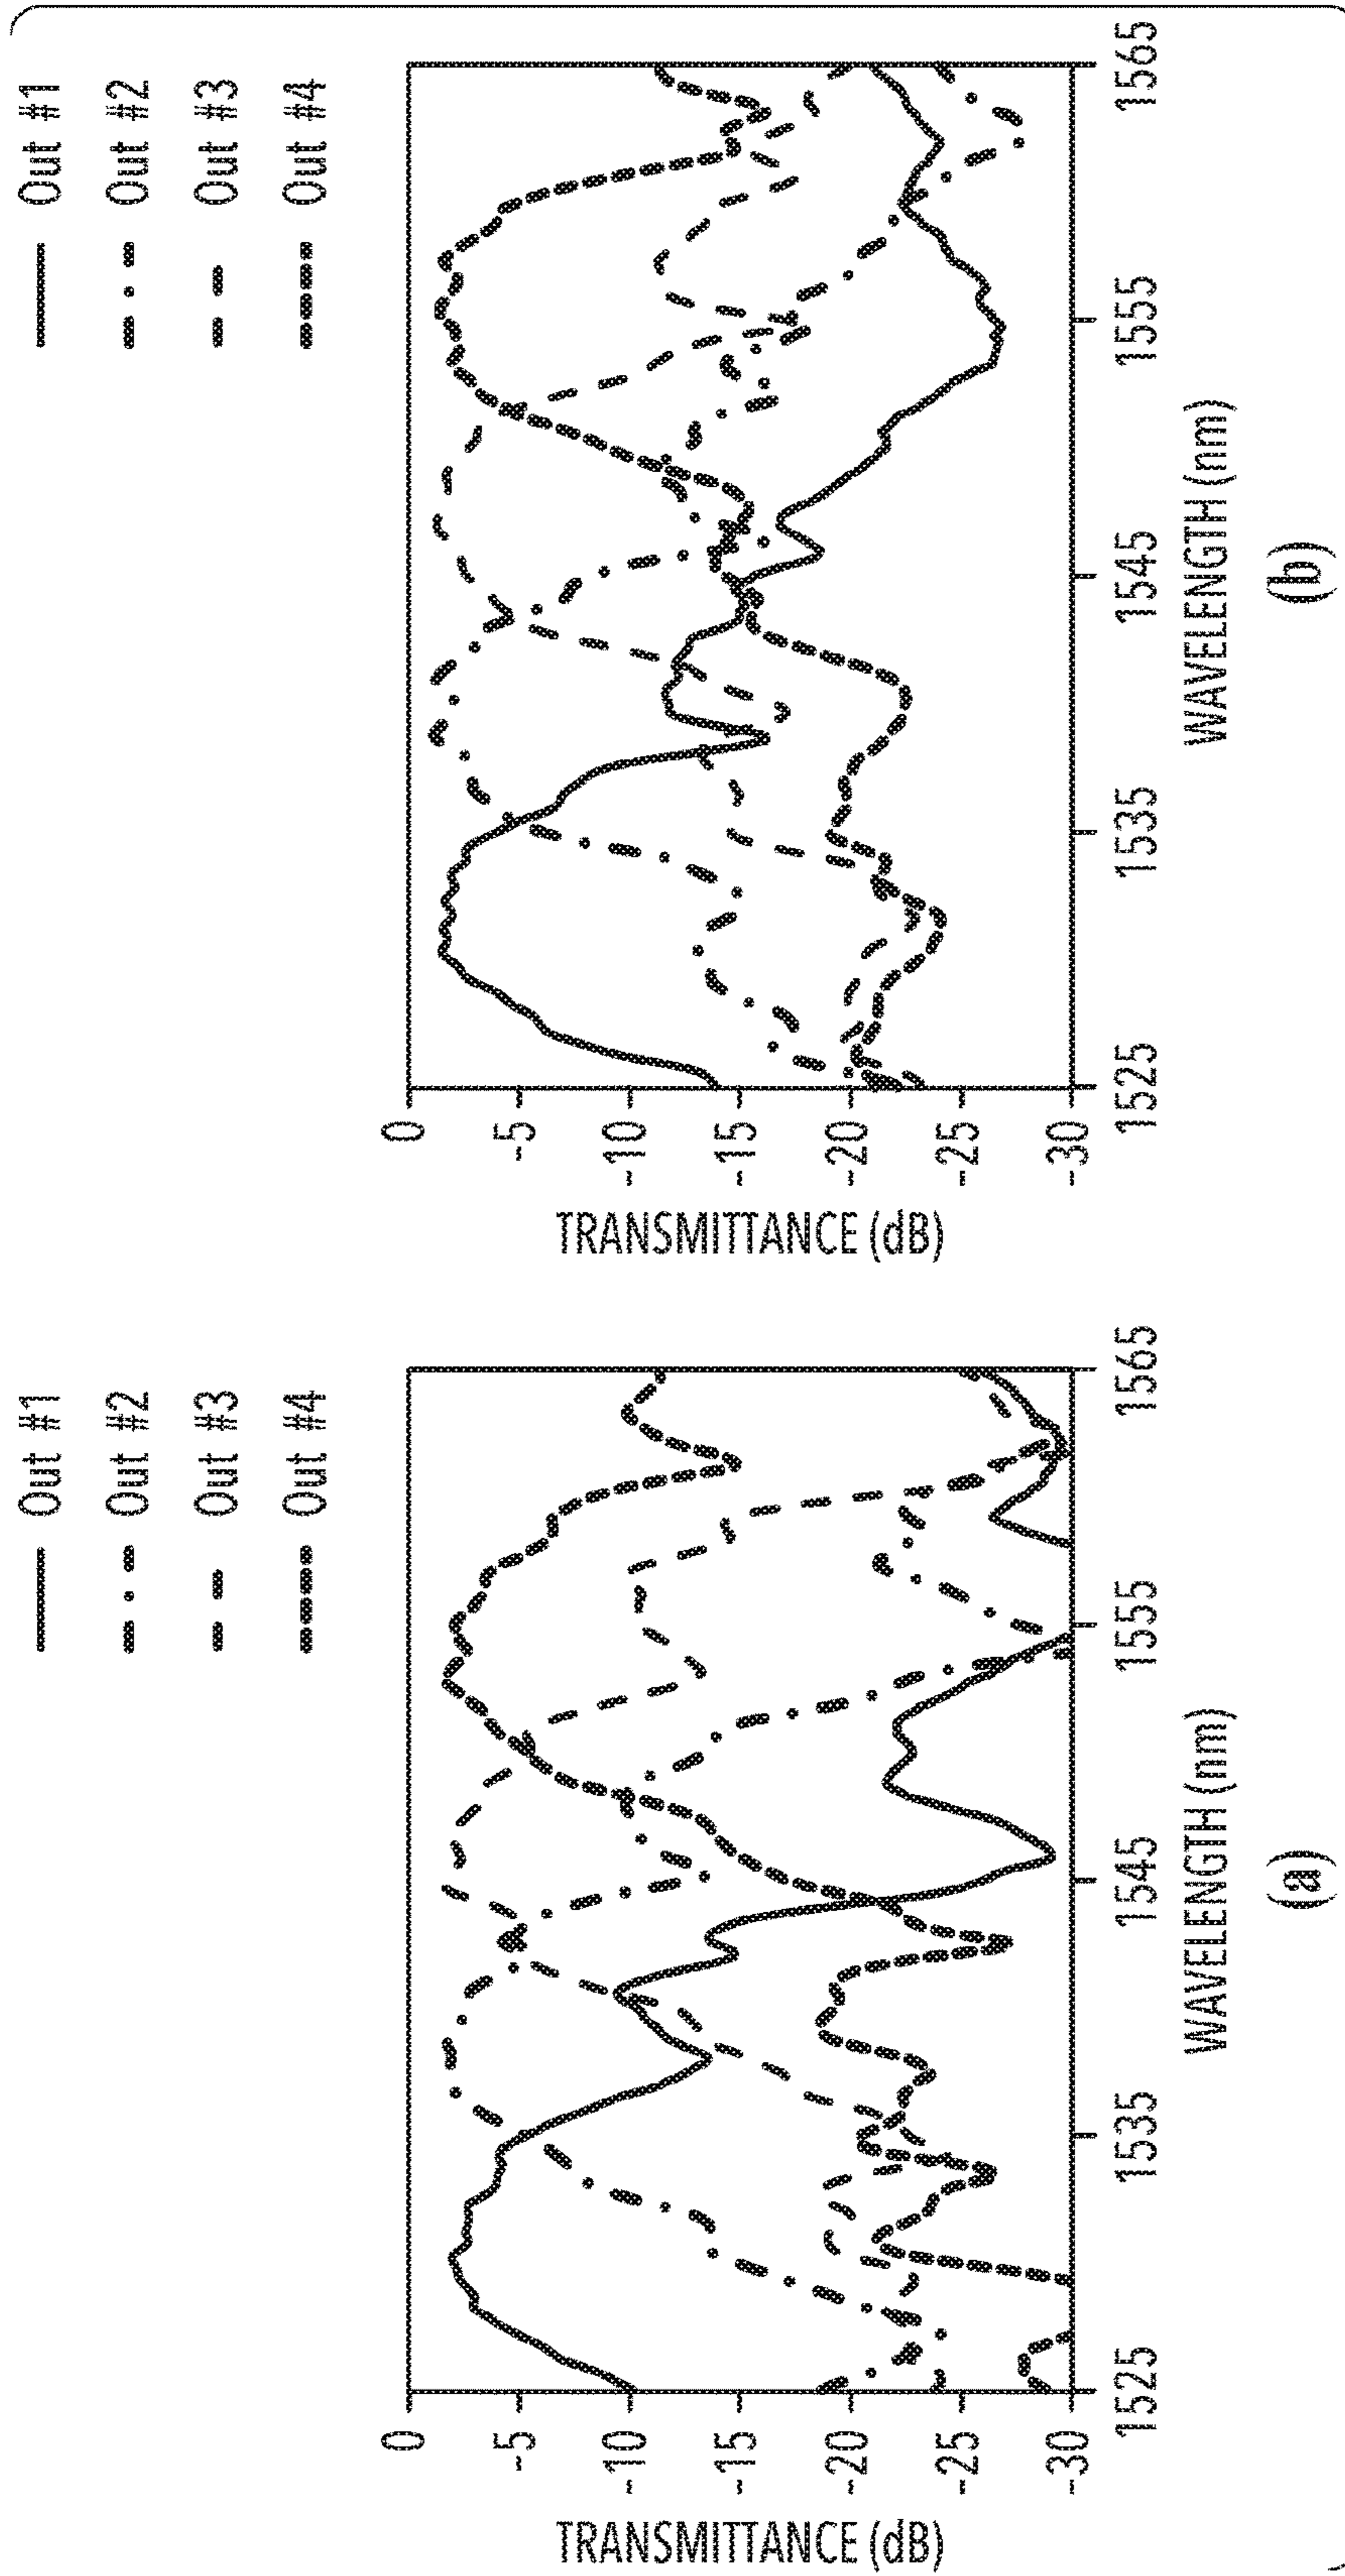 Out #1
Out #2
Out #3
Out #4
TRANSMITTANCE (dB)
0
-5
-10
-15
-20
-25
-30
1525
1535
1545
1555
1565
WAVELENGTH (nm)
(a)
Out #1
Out #2
Out #3
Out #4
TRANSMITTANCE (dB)
0
-5
-10
-15
-20
-25
-30
1525
1535
1545
1555
1565
WAVELENGTH (nm)
(b)